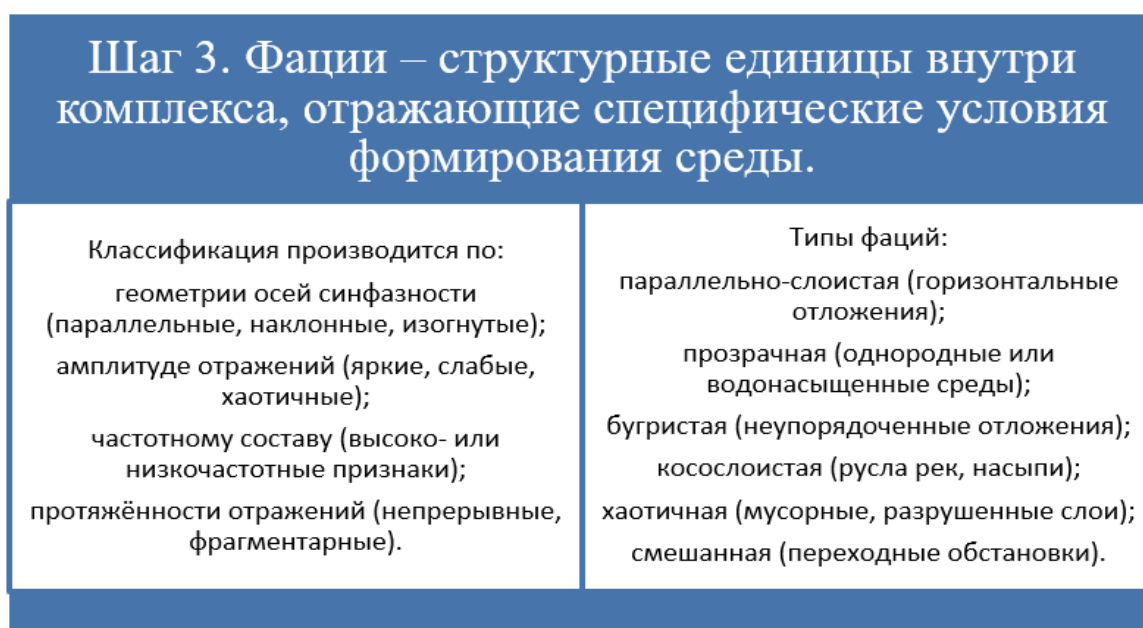 Шаг 3. Фации – структурные единицы внутри
комплекса, отражающие специфические условия
формирования среды.
Классификация производится по:
геометрии осей синфазности
(параллельные, наклонные, изогнутые);
амплитуде отражений (яркие, слабые,
хаотичные);
частотному составу (высоко- или
низкочастотные признаки);
протяжённости отражений (непрерывные,
фрагментарные).
Типы фаций:
параллельно-слоистая (горизонтальные
отложения);
прозрачная (однородные или
водонасыщенные среды);
бугристая (неупорядоченные отложения);
косослоистая (русла рек, насыпи);
хаотичная (мусорные, разрушенные слои);
смешанная (переходные обстановки).